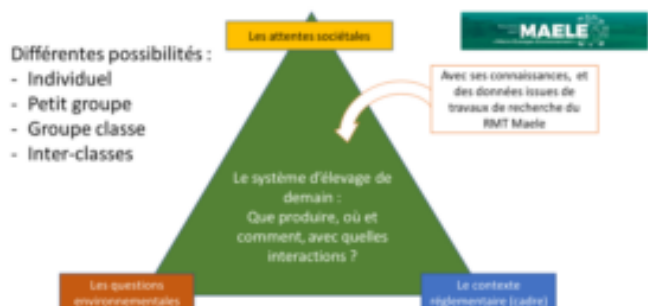 Les attentes sociétales
MAELE
Différentes possibilités :
- Individuel
- Petit groupe
- Groupe classe
- Inter-classes
Avec ses connaissances, et
des données issues de
travaux de recherche du
RMT Maele
Le système d'élevage de
demain :
Que produire, où et
comment, avec quelles
interactions ?
Les questions
environnementales
Le contexte
réglementaire (cadre)